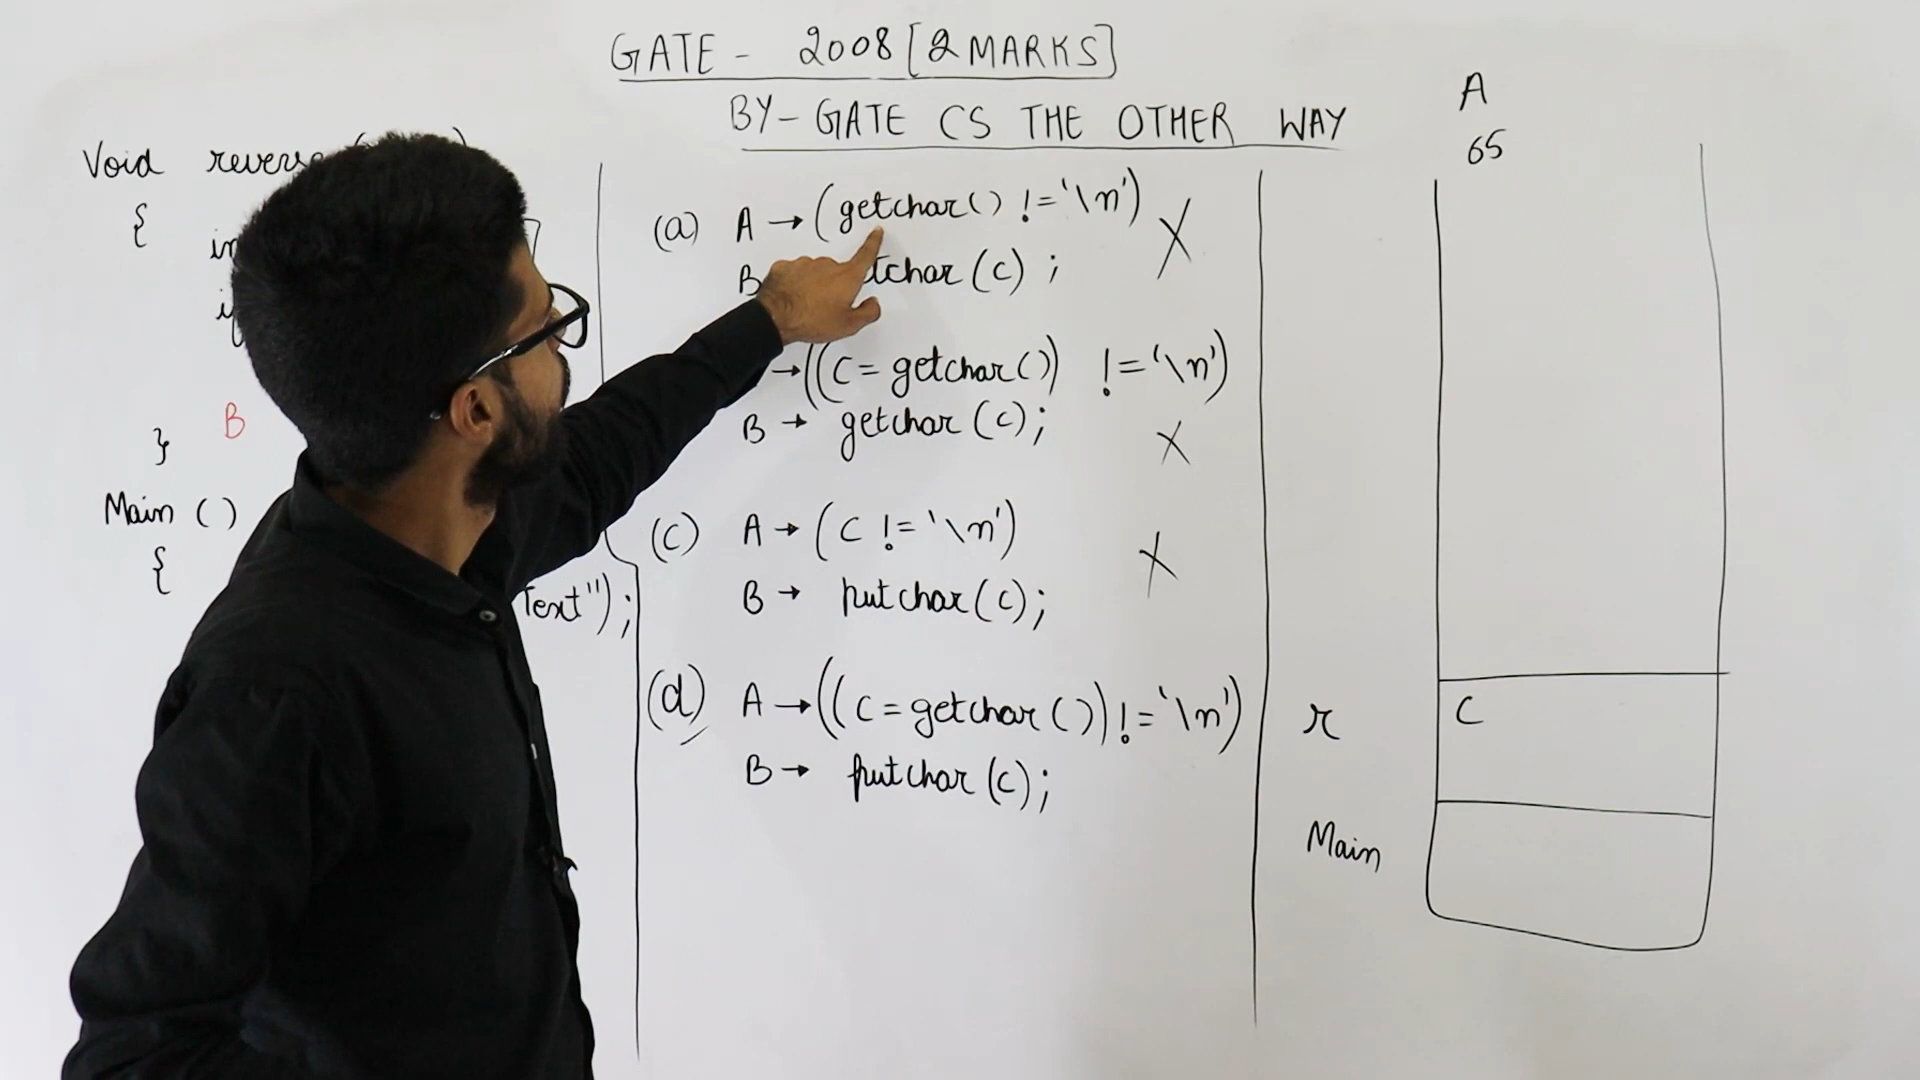 GATE - 2008 [2 MARKS]
BY - GATE CS THE OTHER WAY
Void
{
B
}
Main ()
{
Text");
(a) A → (getchar() != '\n') X
B tchar (c) ;
→ ((C = getchar()) != '\n')
B → getchar (c);
X
(c) A → (C != '\n')
X
B → putchar (c);
(d) A → ((C = getchar ()) != '\n')
B → putchar (c);
A
65
r
C
Main